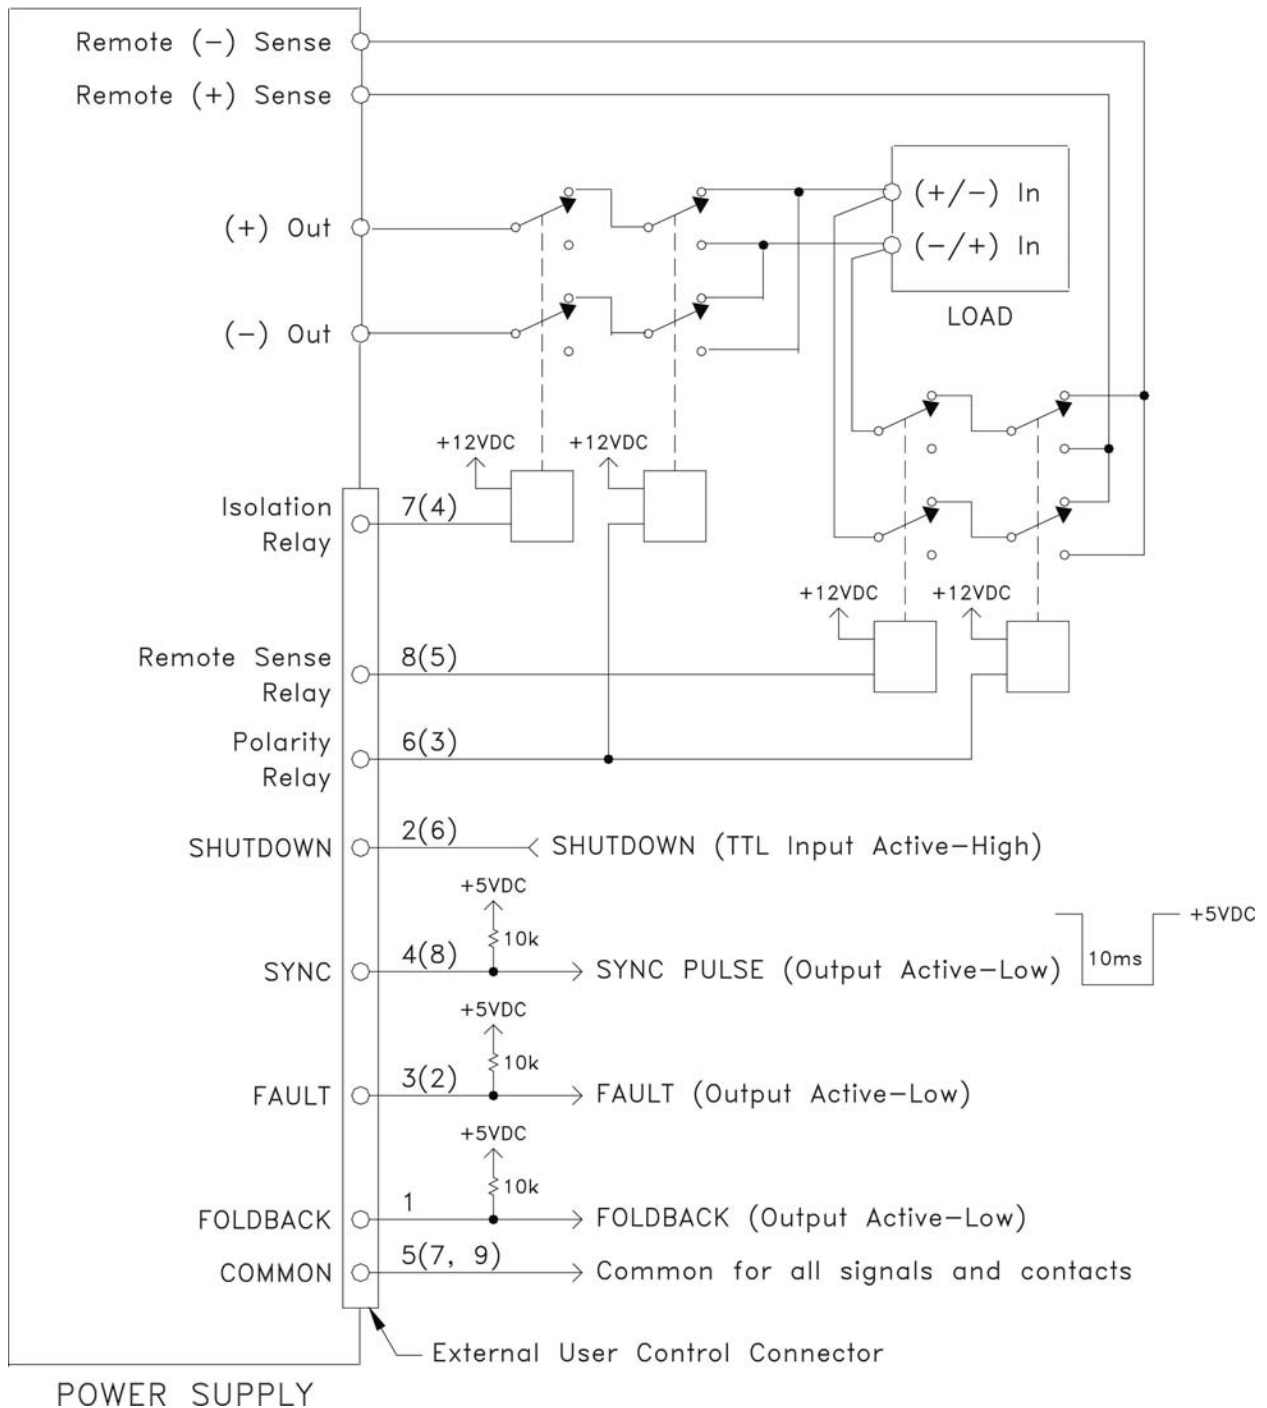 Remote (−) Sense
Remote (+) Sense
(+/−) In
(+) Out
(−/+) In
LOAD
(−) Out
+12VDC
+12VDC
Isolation
Relay
7(4)
+12VDC
+12VDC
Remote Sense
Relay
8(5)
Polarity
Relay
6(3)
SHUTDOWN
2(6)
SHUTDOWN (TTL Input Active−High)
+5VDC
10k
+5VDC
SYNC
4(8)
SYNC PULSE (Output Active−Low)
10ms
+5VDC
10k
FAULT
3(2)
FAULT (Output Active−Low)
+5VDC
10k
FOLDBACK
1
FOLDBACK (Output Active−Low)
COMMON
5(7, 9)
Common for all signals and contacts
External User Control Connector
POWER SUPPLY